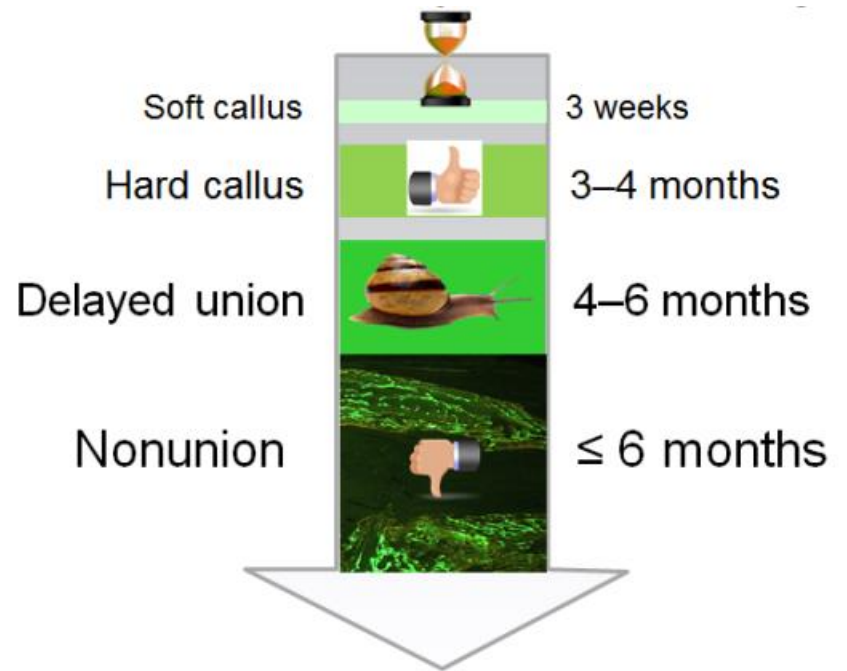 Soft callus 3 weeks
Hard callus 3–4 months
Delayed union 4–6 months
Nonunion ≤ 6 months